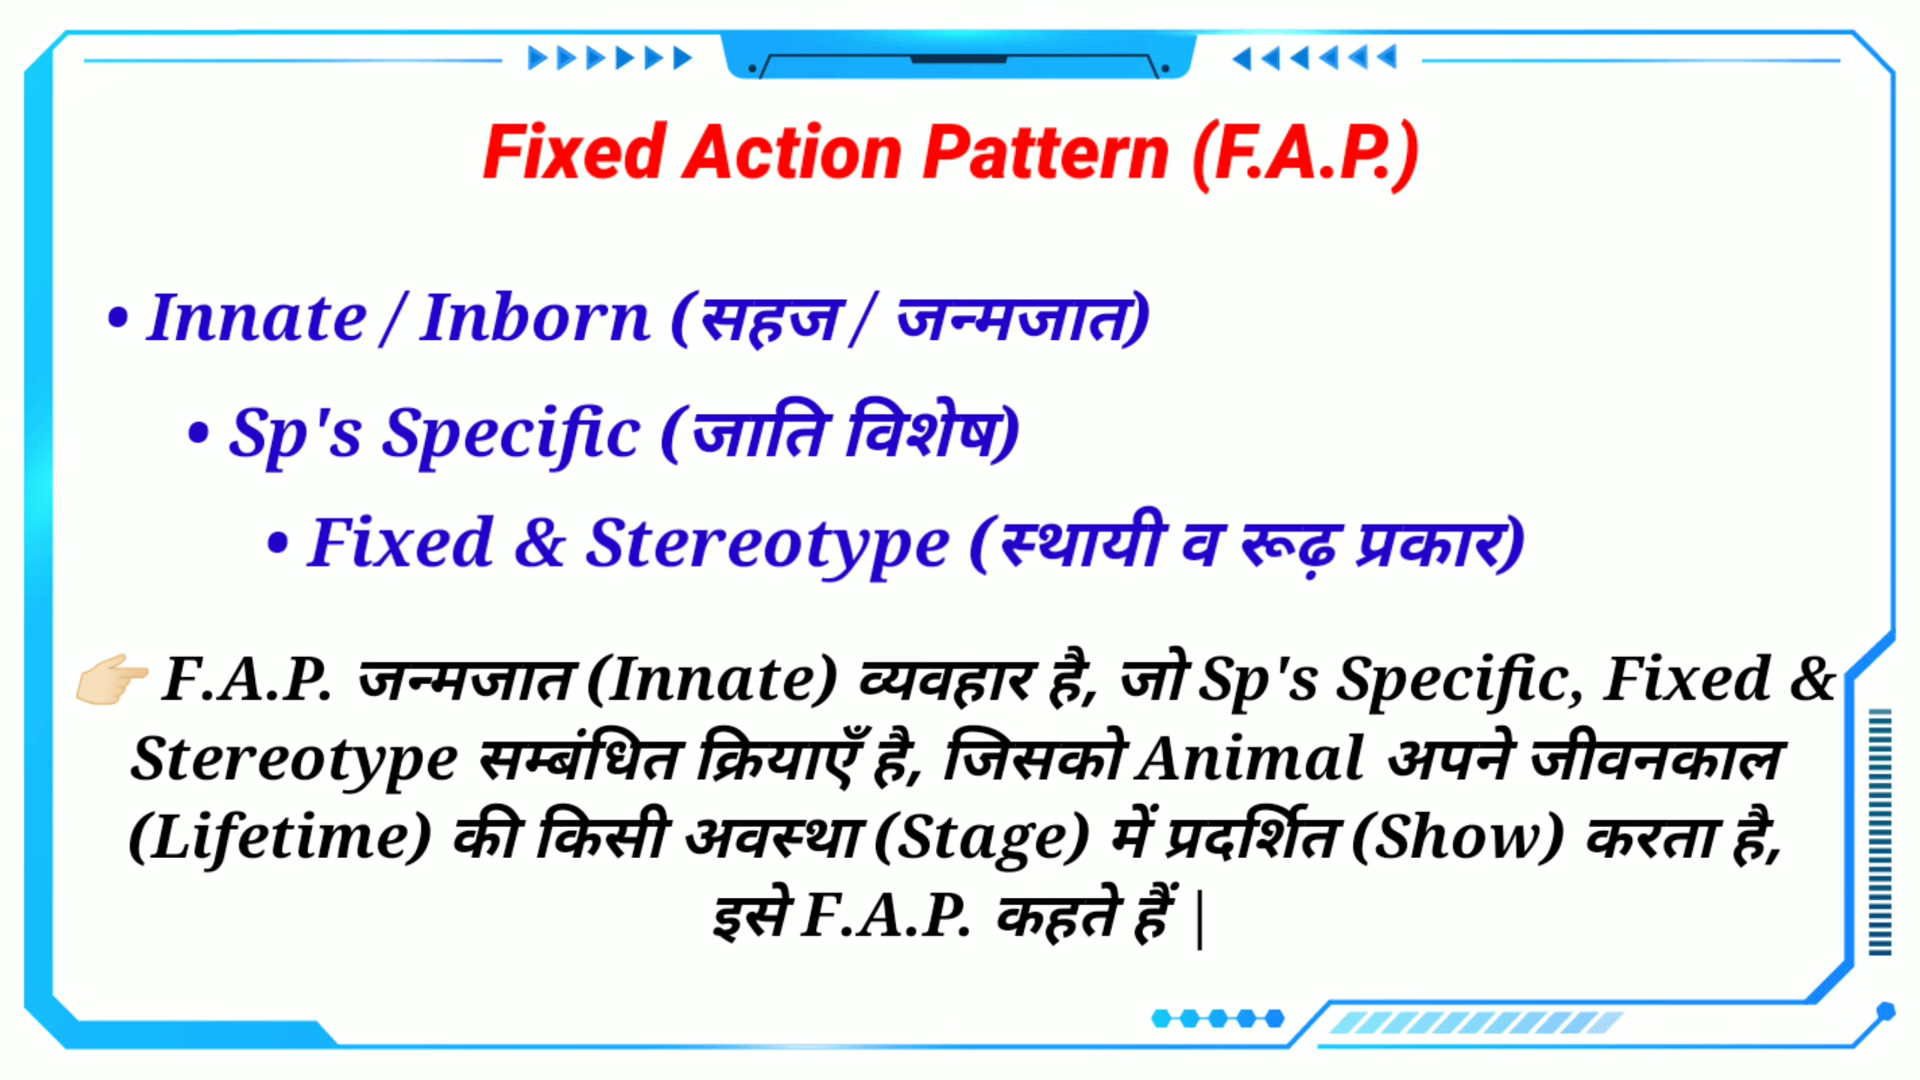 Fixed Action Pattern (F.A.P.)
• Innate / Inborn (सहज / जन्मजात)
• Sp's Specific (जाति विशेष)
• Fixed & Stereotype (स्थायी व रूढ़ प्रकार)
👉🏻 F.A.P. जन्मजात (Innate) व्यवहार है, जो Sp's Specific, Fixed &
Stereotype सम्बंधित क्रियाएँ है, जिसको Animal अपने जीवनकाल
(Lifetime) की किसी अवस्था (Stage) में प्रदर्शित (Show) करता है,
इसे F.A.P. कहते हैं |